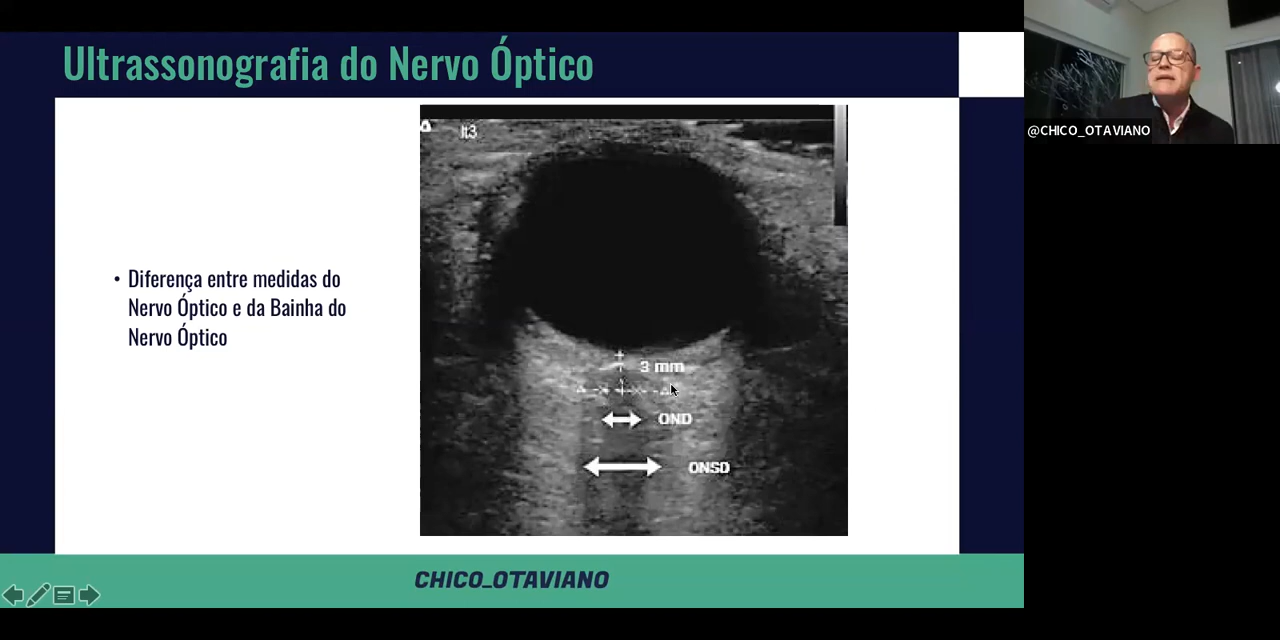 Ultrassonografia do Nervo Óptico
@CHICO_OTAVIANO
• Diferença entre medidas do
Nervo Óptico e da Bainha do
Nervo Óptico
3 mm
OND
ONSD
CHICO_OTAVIANO